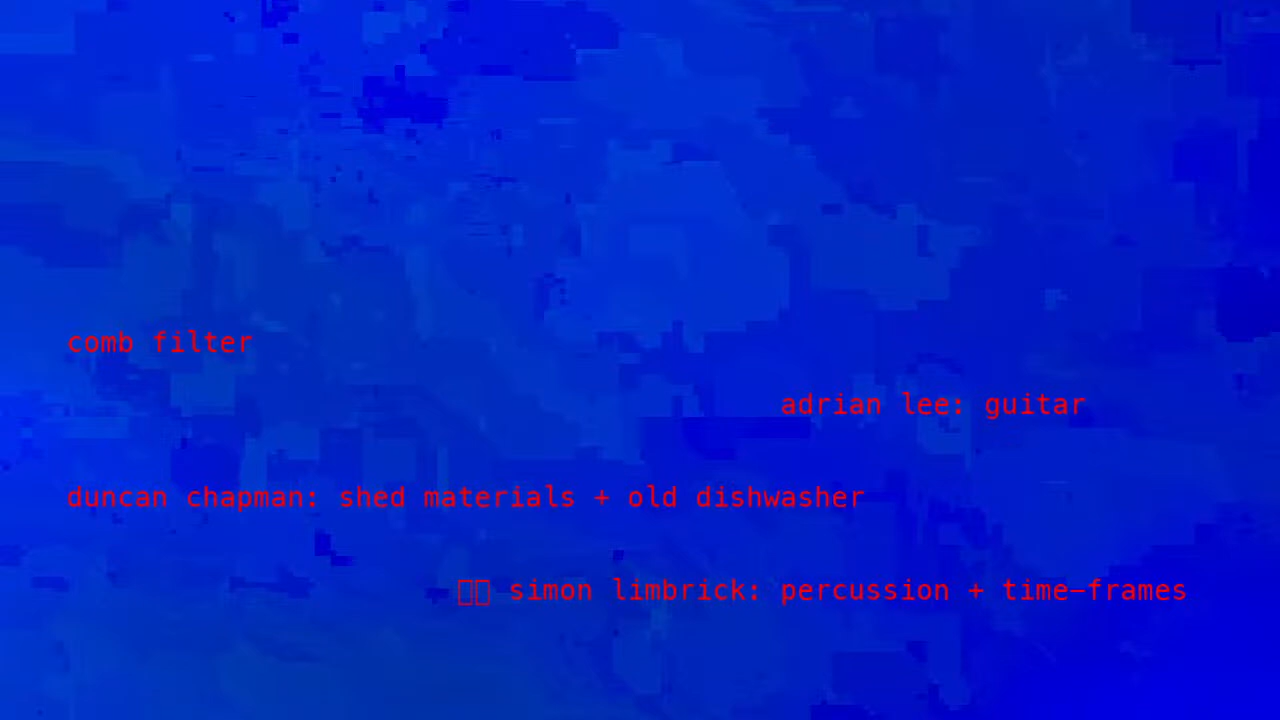 comb filter
adrian lee: guitar
duncan chapman: shed materials + old dishwasher
simon limbrick: percussion + time-frames